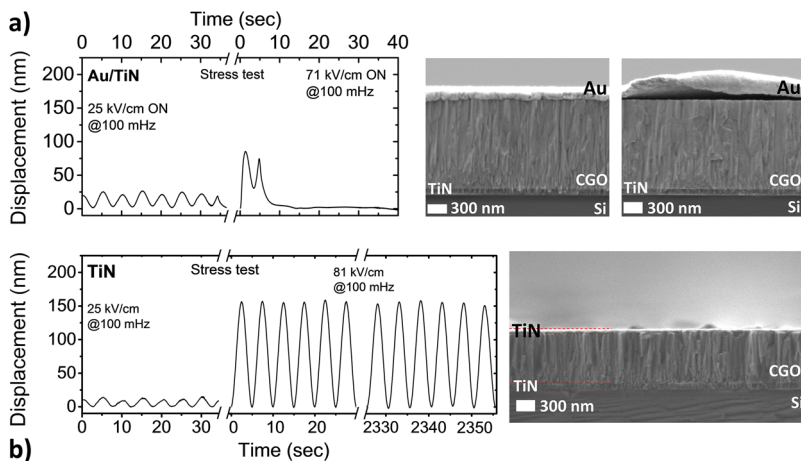 a)
Time (sec)
0 10 20 30 0 10 20 30 40
Displacement (nm)
200
150
100
50
0
Au/TiN
Stress test
71 kV/cm ON
@100 mHz
25 kV/cm ON
@100 mHz
Au
CGO
TiN
300 nm
Si
Au
CGO
TiN
300 nm
Si
Displacement (nm)
200
150
100
50
0
TiN
Stress test
81 kV/cm
@100 mHz
25 kV/cm
@100 mHz
0 10 20 30 0 10 20 2330 2340 2350
Time (sec)
TiN
TiN
CGO
300 nm
Si
b)